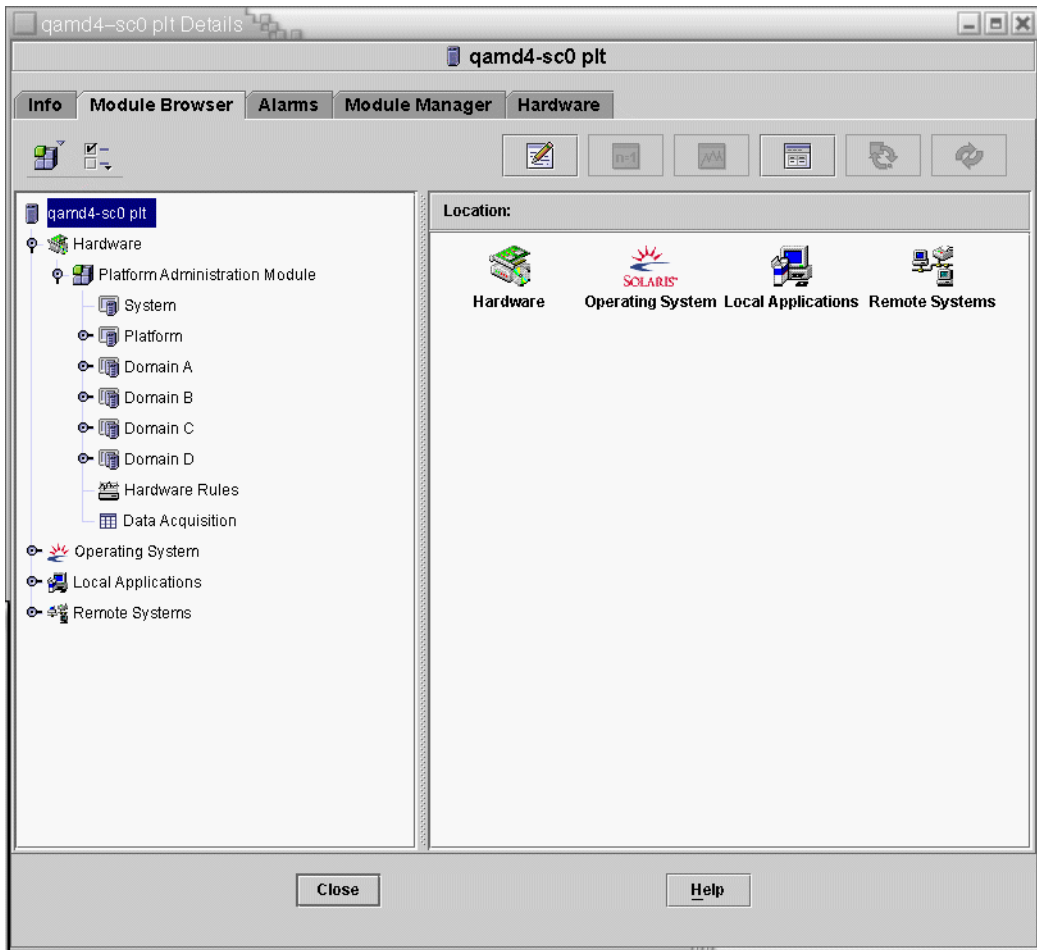 qamd4–sc0 plt Details
qamd4-sc0 plt
Info Module Browser Alarms Module Manager Hardware
n=1
qamd4-sc0 plt
Hardware
Platform Administration Module
System
Platform
Domain A
Domain B
Domain C
Domain D
Hardware Rules
Data Acquisition
Operating System
Local Applications
Remote Systems
Location:
SOLARIS
Hardware Operating System Local Applications Remote Systems
Close Help